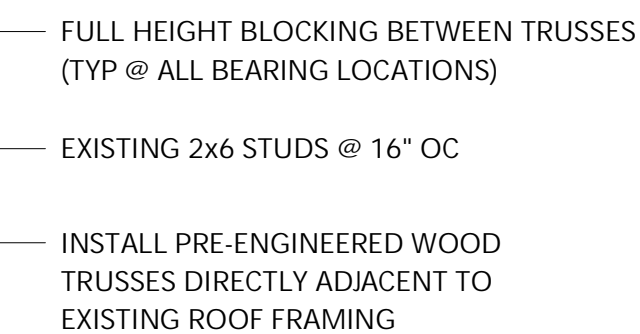 FULL HEIGHT BLOCKING BETWEEN TRUSSES
(TYP @ ALL BEARING LOCATIONS)
EXISTING 2x6 STUDS @ 16" OC
INSTALL PRE-ENGINEERED WOOD
TRUSSES DIRECTLY ADJACENT TO
EXISTING ROOF FRAMING